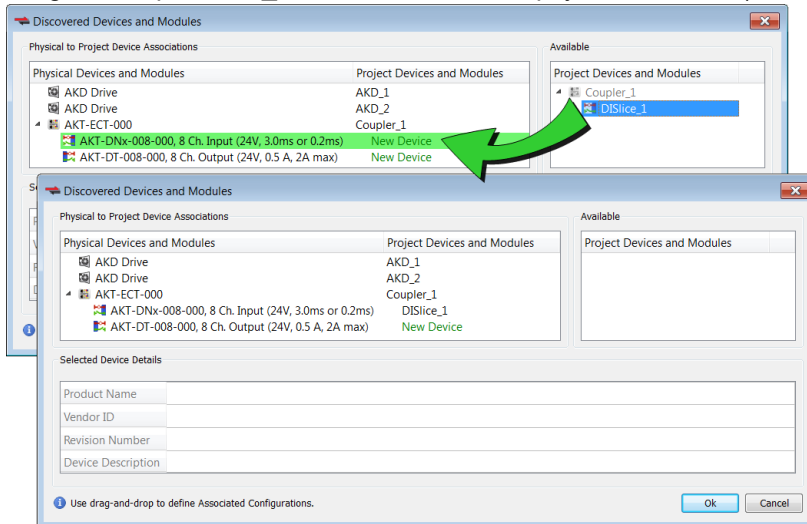 Discovered Devices and Modules
Physical to Project Device Associations
Available
Physical Devices and Modules Project Devices and Modules
Project Devices and Modules
AKD Drive AKD_1
Coupler_1
AKD Drive AKD_2
DISlice_1
AKT-ECT-000 Coupler_1
AKT-DNx-008-000, 8 Ch. Input (24V, 3.0ms or 0.2ms) New Device
AKT-DT-008-000, 8 Ch. Output (24V, 0.5 A, 2A max) New Device
Discovered Devices and Modules
Physical to Project Device Associations
Available
Physical Devices and Modules Project Devices and Modules
Project Devices and Modules
AKD Drive AKD_1
AKD Drive AKD_2
AKT-ECT-000 Coupler_1
AKT-DNx-008-000, 8 Ch. Input (24V, 3.0ms or 0.2ms) DISlice_1
AKT-DT-008-000, 8 Ch. Output (24V, 0.5 A, 2A max) New Device
Selected Device Details
Product Name
Vendor ID
Revision Number
Device Description
Use drag-and-drop to define Associated Configurations.
Ok Cancel